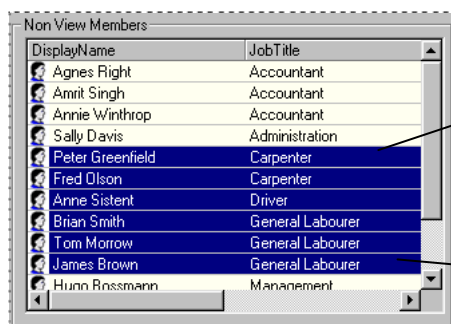 Non View Members
DisplayName JobTitle
Agnes Right Accountant
Amrit Singh Accountant
Annie Winthrop Accountant
Sally Davis Administration
Peter Greenfield Carpenter
Fred Olson Carpenter
Anne Sistent Driver
Brian Smith General Labourer
Tom Morrow General Labourer
James Brown General Labourer
Hugo Rossmann Management